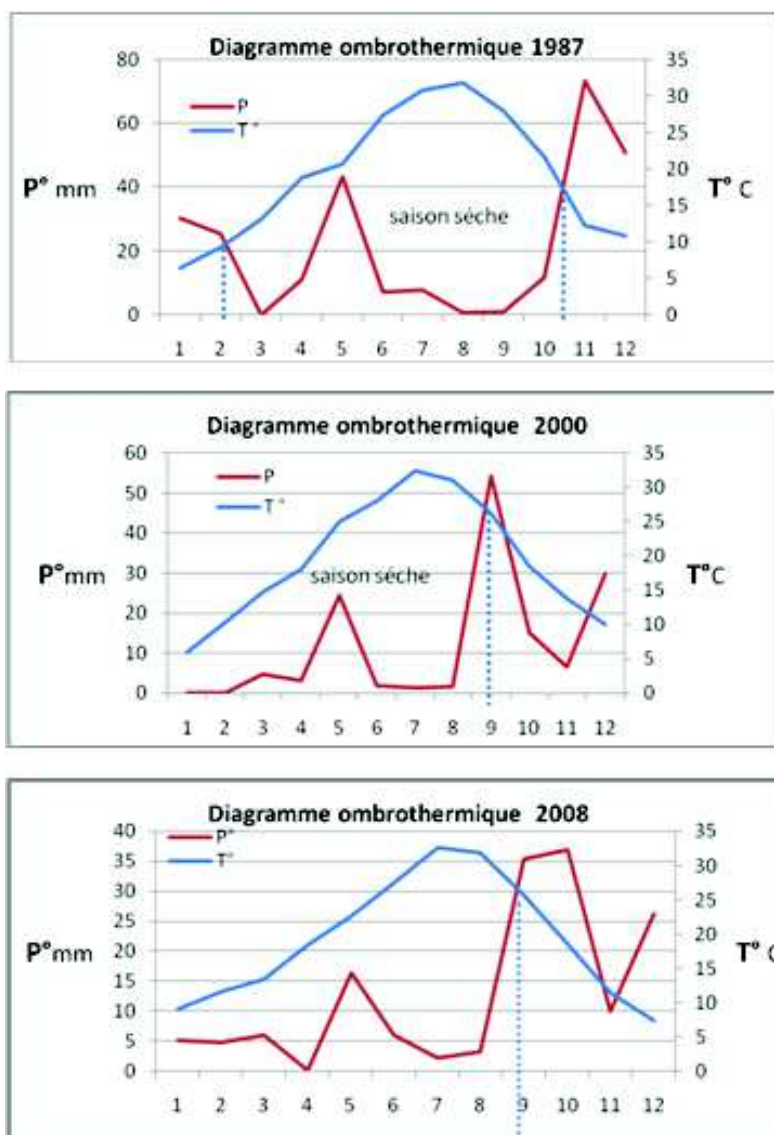 Diagramme ombrothermique 1987
80 35
P
30
60 T°
25
20
P° mm 40 T° C
saison séche 15
20 10
5
0 0
1 2 3 4 5 6 7 8 9 10 11 12
Diagramme ombrothermique 2000
60 35
P
50 30
T°
25
40
20
P°mm 30 saison séche T°C
15
20
10
10 5
0 0
1 2 3 4 5 6 7 8 9 10 11 12
Diagramme ombrothermique 2008
40 P° 35
35 T° 30
30 25
25
20
P°mm 20 T° C
15
15
10 10
5 5
0 0
1 2 3 4 5 6 7 8 9 10 11 12